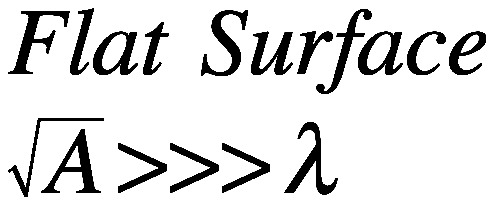 Flat Surface
√A >>> λ